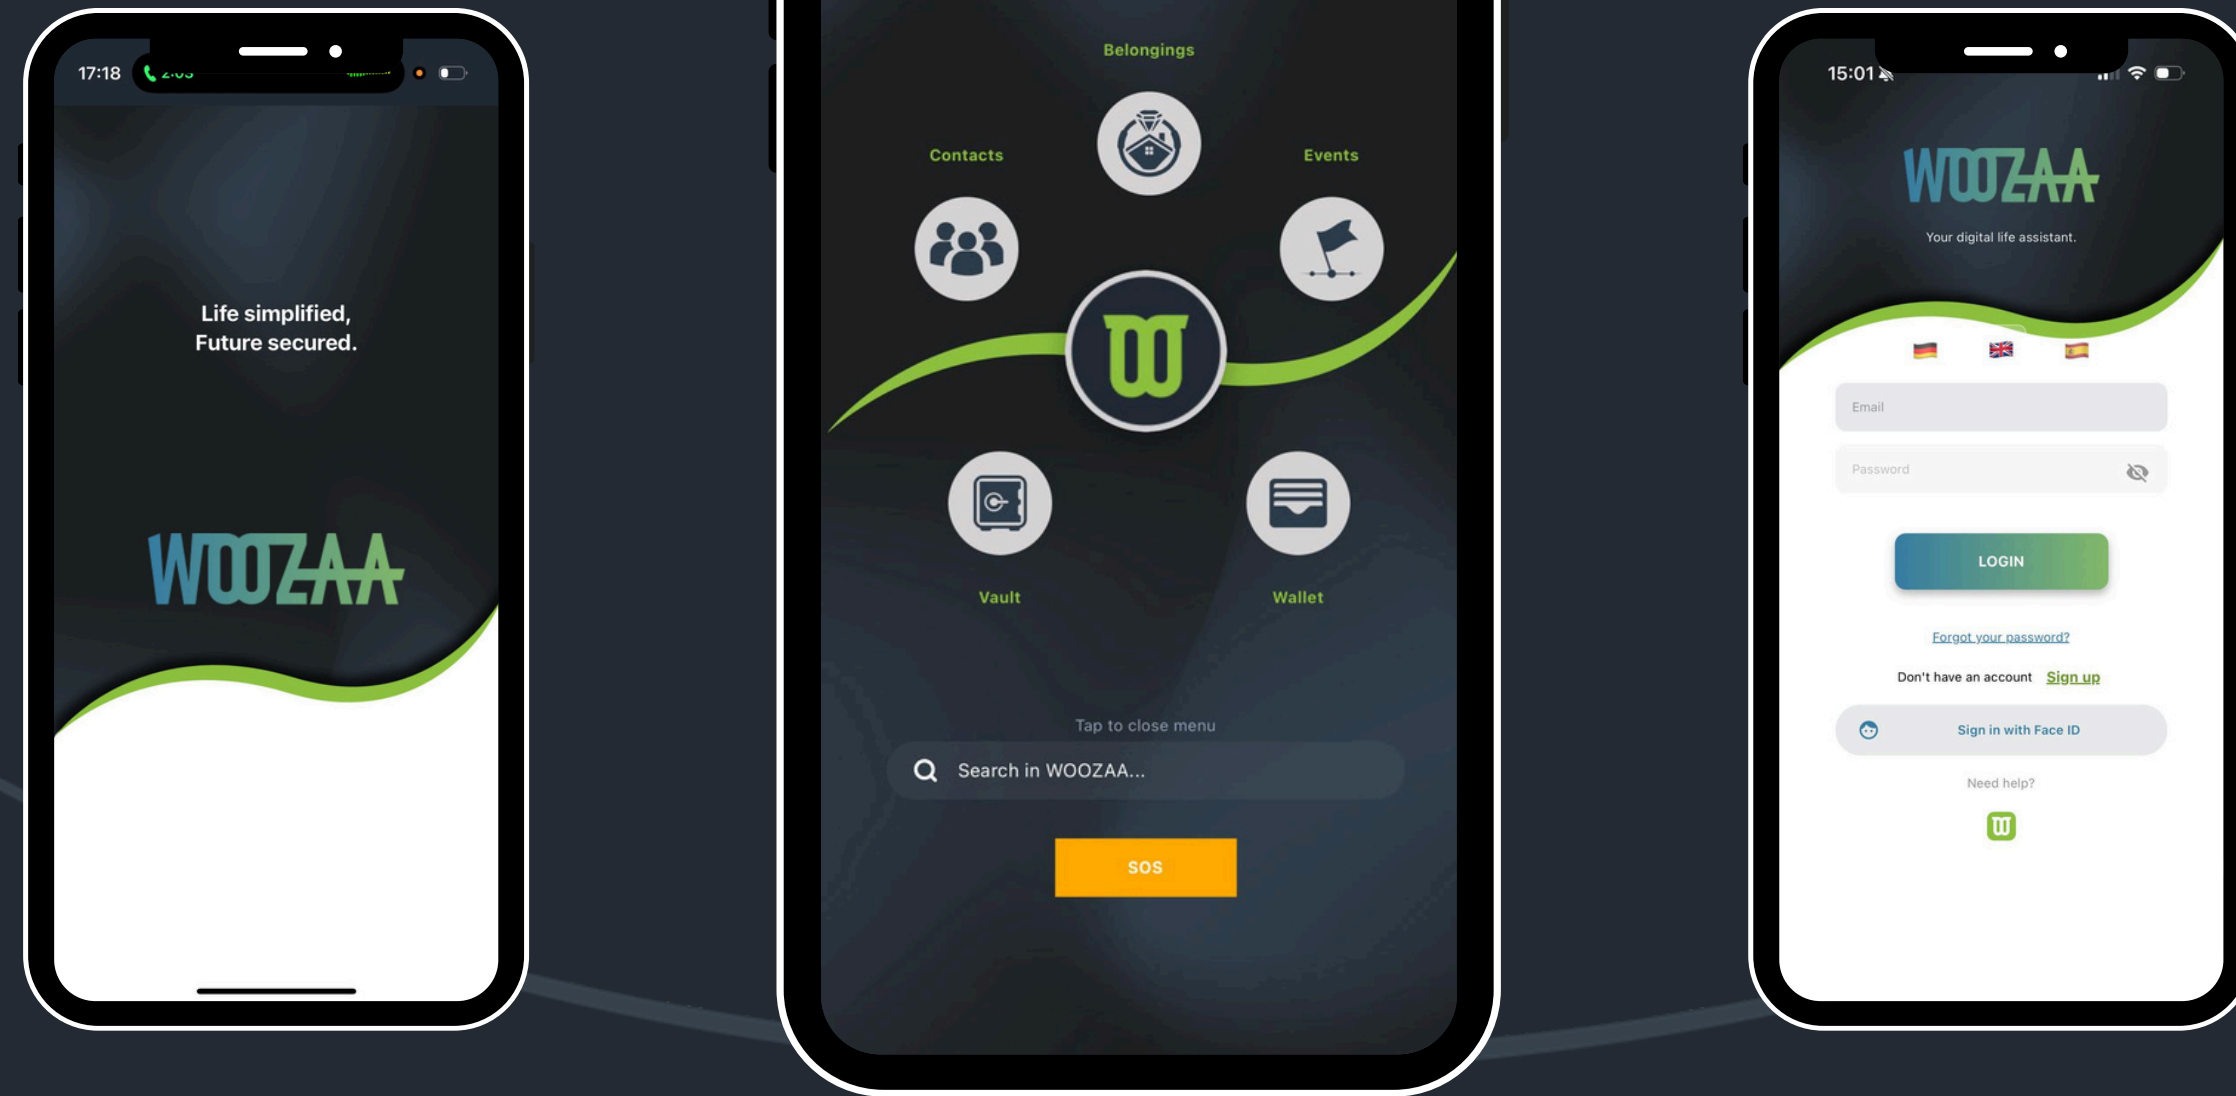 17:18
Life simplified,
Future secured.
WOOZAA
Belongings
Contacts
Events
Vault
Wallet
Tap to close menu
Search in WOOZAA...
SOS
15:01
WOOZAA
Your digital life assistant.
Email
Password
LOGIN
Forgot your password?
Don't have an account Sign up
Sign in with Face ID
Need help?